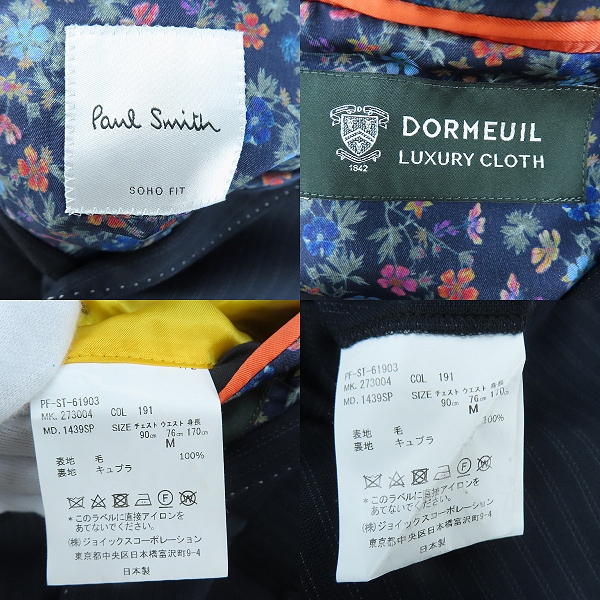 Paul Smith
SOHO FIT
1842
DORMEUIL
LUXURY CLOTH
PF-ST-61903
MK. 273004 COL 191
MD. 1439SP SIZE チェスト ウエスト 身長
90cm 76cm 170cm
M
表地 毛 100%
裏地 キュプラ
*このラベルに直接アイロンを
あてないでください。
(株)ジョイックスコーポレーション
東京都中央区日本橋富沢町9-4
日本製
PF-ST-61903
MK. 273004 COL 191
MD. 1439SP SIZE チェスト ウエスト 身長
90cm 76cm 170cm
M
表地 毛 100%
裏地 キュプラ
*このラベルに直接アイロンを
あてないでください。
(株)ジョイックスコーポレーション
東京都中央区日本橋富沢町9-4
日本製